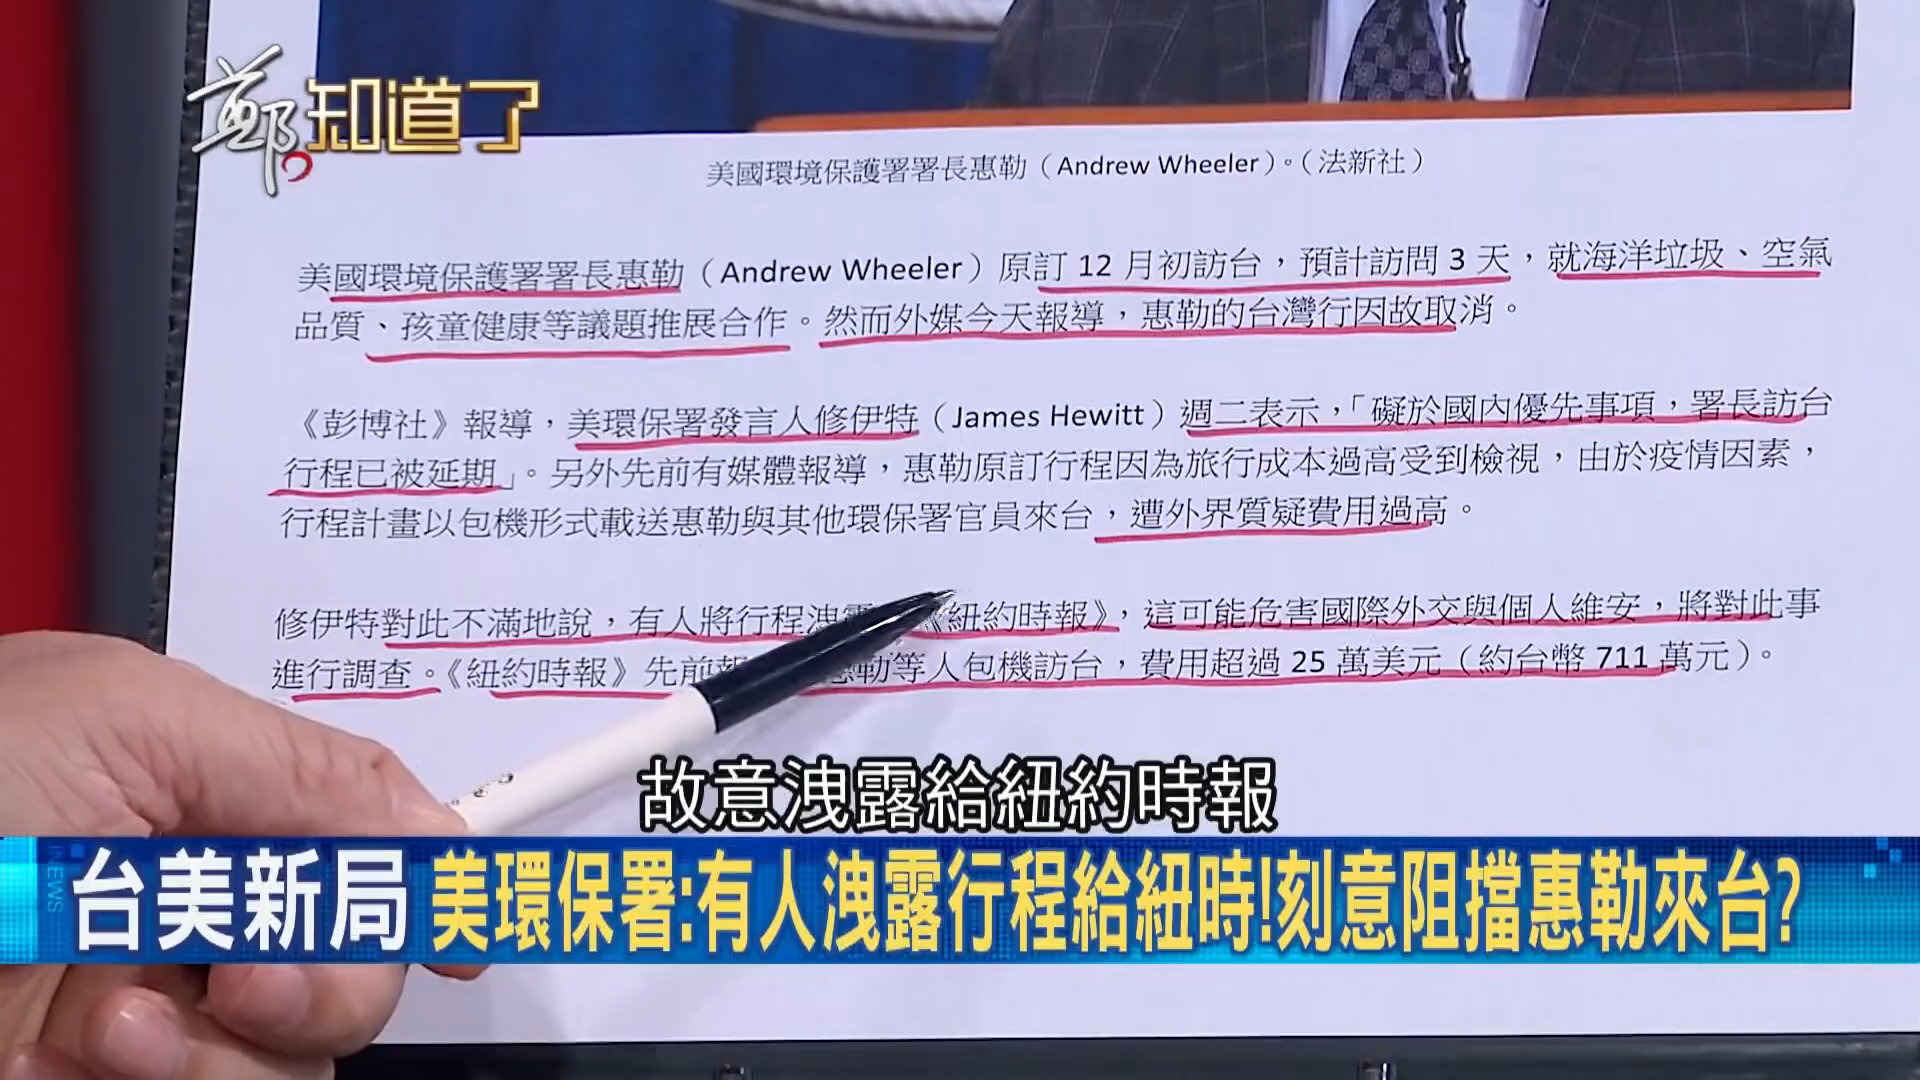 鄭知道了
美國環境保護署署長惠勒（Andrew Wheeler）。（法新社）
美國環境保護署署長惠勒（Andrew Wheeler）原訂 12 月初訪台，預計訪問 3 天，就海洋垃圾、空氣
品質、孩童健康等議題推展合作。然而外媒今天報導，惠勒的台灣行因故取消。
《彭博社》報導，美環保署發言人修伊特（James Hewitt）週二表示，「礙於國內優先事項，署長訪台
行程已被延期」。另外先前有媒體報導，惠勒原訂行程因為旅行成本過高受到檢視，由於疫情因素，
行程計畫以包機形式載送惠勒與其他環保署官員來台，遭外界質疑費用過高。
修伊特對此不滿地說，有人將行程洩露《紐約時報》，這可能危害國際外交與個人維安，將對此事
進行調查。《紐約時報》先前報惠勒等人包機訪台，費用超過 25 萬美元（約台幣 711 萬元）。
故意洩露給紐約時報
IN NEWS
台美新局 美環保署:有人洩露行程給紐時!刻意阻擋惠勒來台?